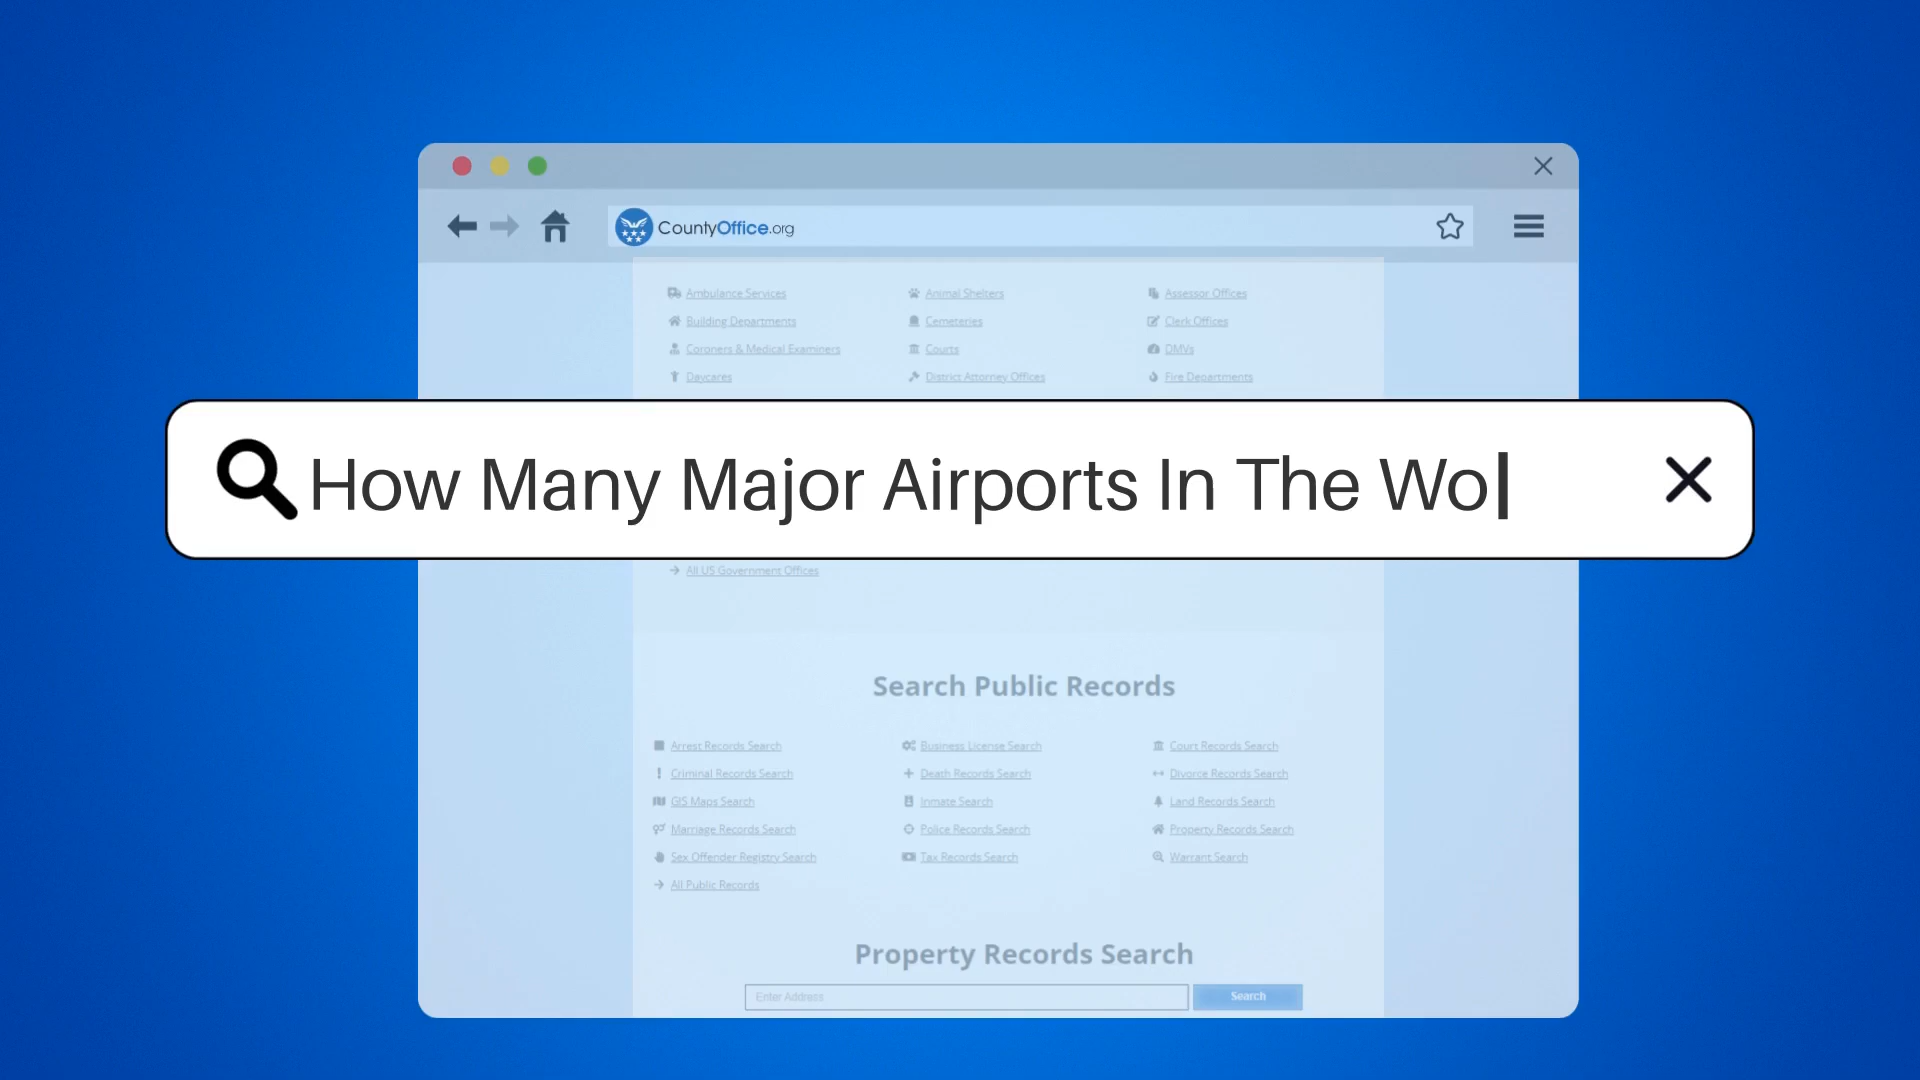 CountyOffice.org
Ambulance Services Animal Shelters Assessor Offices
Building Departments Cemeteries Clerk Offices
Coroners & Medical Examiners Courts DMVs
Daycares District Attorney Offices Fire Departments
How Many Major Airports In The Wo
All US Government Offices
Search Public Records
Arrest Records Search Business License Search Court Records Search
Criminal Records Search Death Records Search Divorce Records Search
GIS Maps Search Inmate Search Land Records Search
Marriage Records Search Police Records Search Property Records Search
Sex Offender Registry Search Tax Records Search Warrant Search
All Public Records
Property Records Search
Enter Address Search